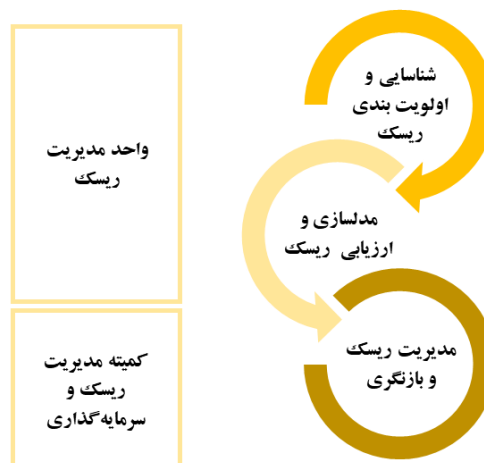 شناسایی و
اولویت بندی
ریسک
واحد مدیریت
ریسک
مدلسازی و
ارزیابی ریسک
مدیریت ریسک
و بازنگری
کمیته مدیریت
ریسک و
سرمایه‌گذاری